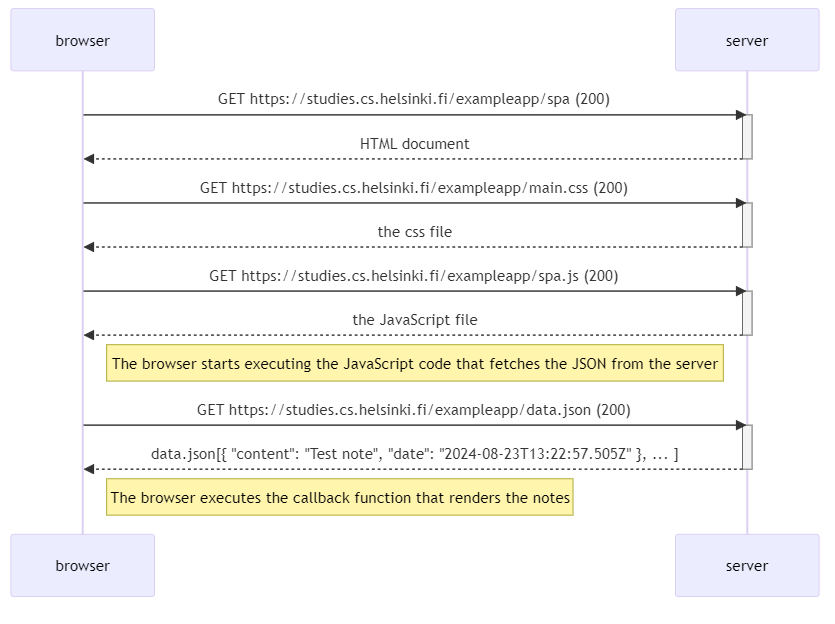 browser
server
GET https://studies.cs.helsinki.fi/exampleapp/spa (200)
HTML document
GET https://studies.cs.helsinki.fi/exampleapp/main.css (200)
the css file
GET https://studies.cs.helsinki.fi/exampleapp/spa.js (200)
the JavaScript file
The browser starts executing the JavaScript code that fetches the JSON from the server
GET https://studies.cs.helsinki.fi/exampleapp/data.json (200)
data.json[{ "content": "Test note", "date": "2024-08-23T13:22:57.505Z" }, ... ]
The browser executes the callback function that renders the notes
browser
server